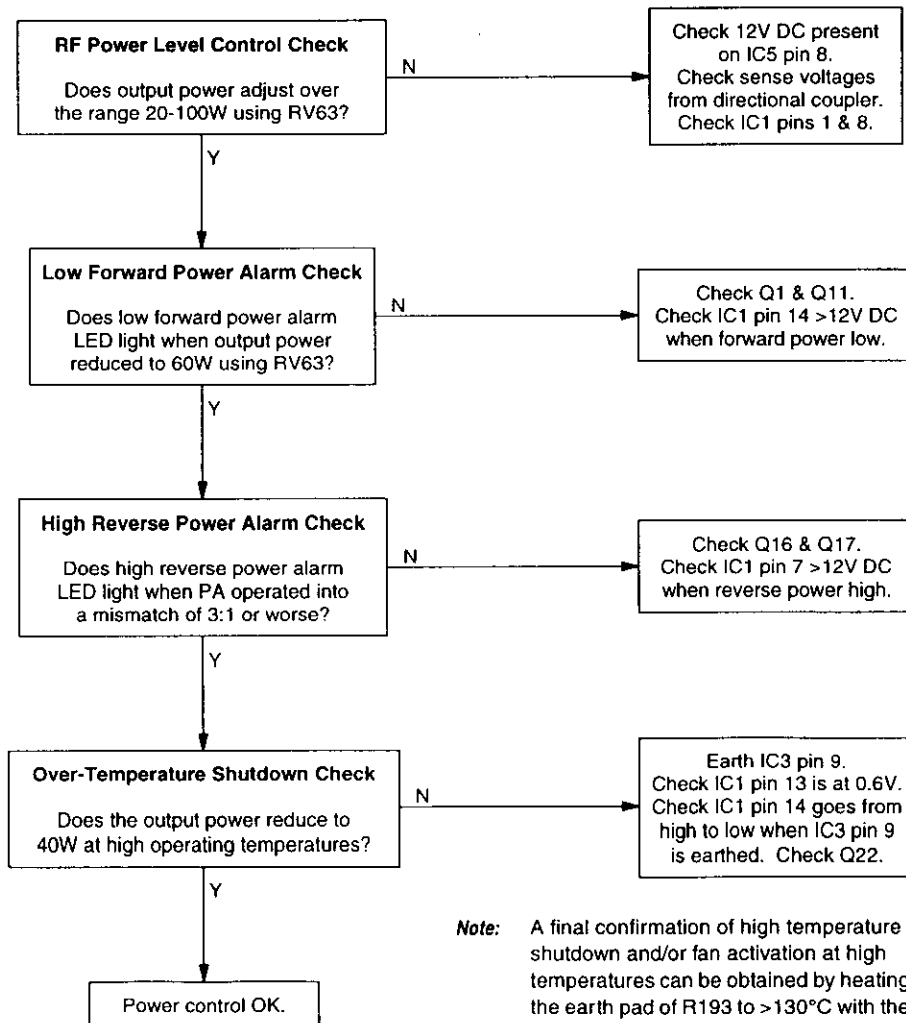 RF Power Level Control Check
Does output power adjust over
the range 20-100W using RV63?
N
Check 12V DC present
on IC5 pin 8.
Check sense voltages
from directional coupler.
Check IC1 pins 1 & 8.
Y
Low Forward Power Alarm Check
Does low forward power alarm
LED light when output power
reduced to 60W using RV63?
N
Check Q1 & Q11.
Check IC1 pin 14 >12V DC
when forward power low.
Y
High Reverse Power Alarm Check
Does high reverse power alarm
LED light when PA operated into
a mismatch of 3:1 or worse?
N
Check Q16 & Q17.
Check IC1 pin 7 >12V DC
when reverse power high.
Y
Over-Temperature Shutdown Check
Does the output power reduce to
40W at high operating temperatures?
N
Earth IC3 pin 9.
Check IC1 pin 13 is at 0.6V.
Check IC1 pin 14 goes from
high to low when IC3 pin 9
is earthed. Check Q22.
Y
Power control OK.
Note: A final confirmation of high temperature
shutdown and/or fan activation at high
temperatures can be obtained by heating
the earth pad of R193 to >130°C with the